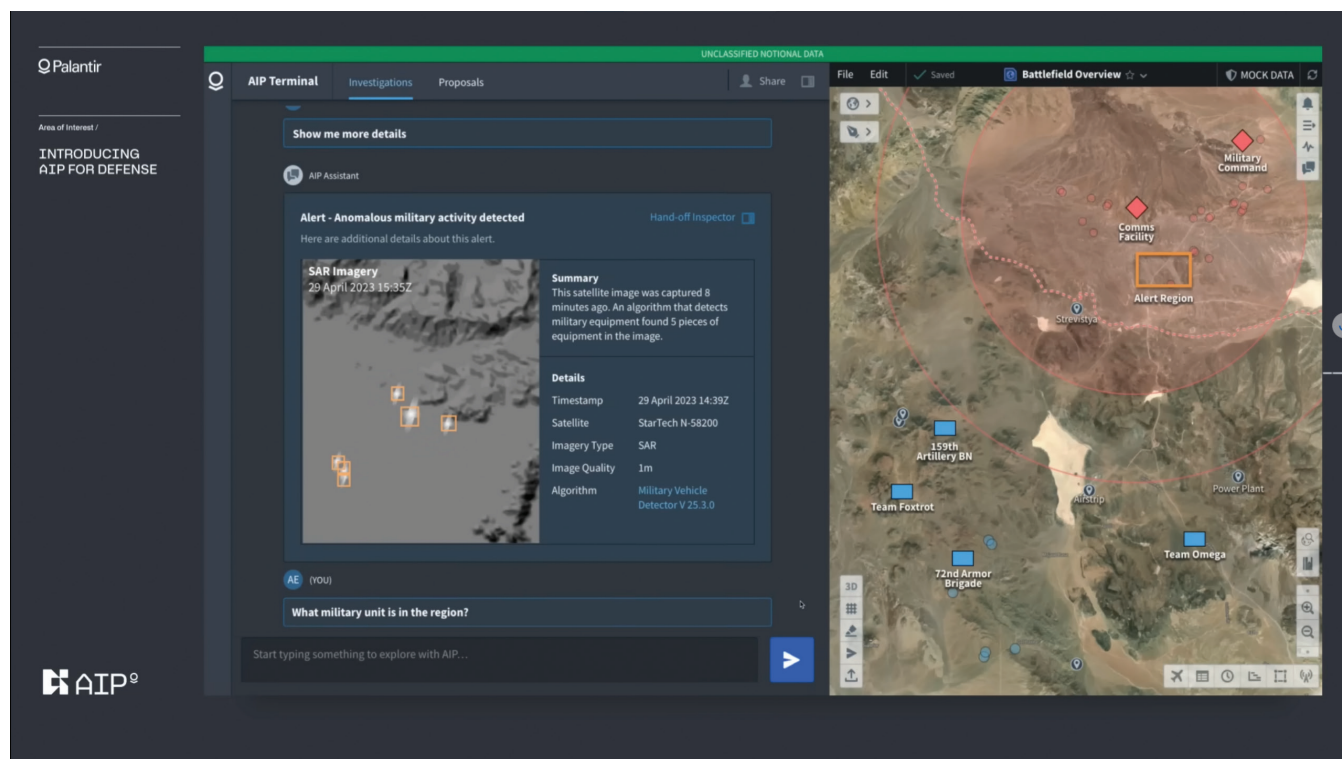 Palantir
Area of Interest /
INTRODUCING
AIP FOR DEFENSE
AIP
UNCLASSIFIED NOTIONAL DATA
AIP Terminal
Investigations
Proposals
Share
Show me more details
AIP Assistant
Alert - Anomalous military activity detected
Hand-off Inspector
Here are additional details about this alert.
SAR Imagery
29 April 2023 15:35Z
Summary
This satellite image was captured 8
minutes ago. An algorithm that detects
military equipment found 5 pieces of
equipment in the image.
Details
Timestamp 29 April 2023 14:39Z
Satellite StarTech N-58200
Imagery Type SAR
Image Quality 1m
Algorithm Military Vehicle
Detector V 25.3.0
AE (YOU)
What military unit is in the region?
Start typing something to explore with AIP...
File Edit Saved
Battlefield Overview
MOCK DATA
Military
Command
Comms
Facility
Alert Region
Strevistya
159th
Artillery BN
Power Plant
Airstrip
Team Foxtrot
Team Omega
72nd Armor
Brigade
3D